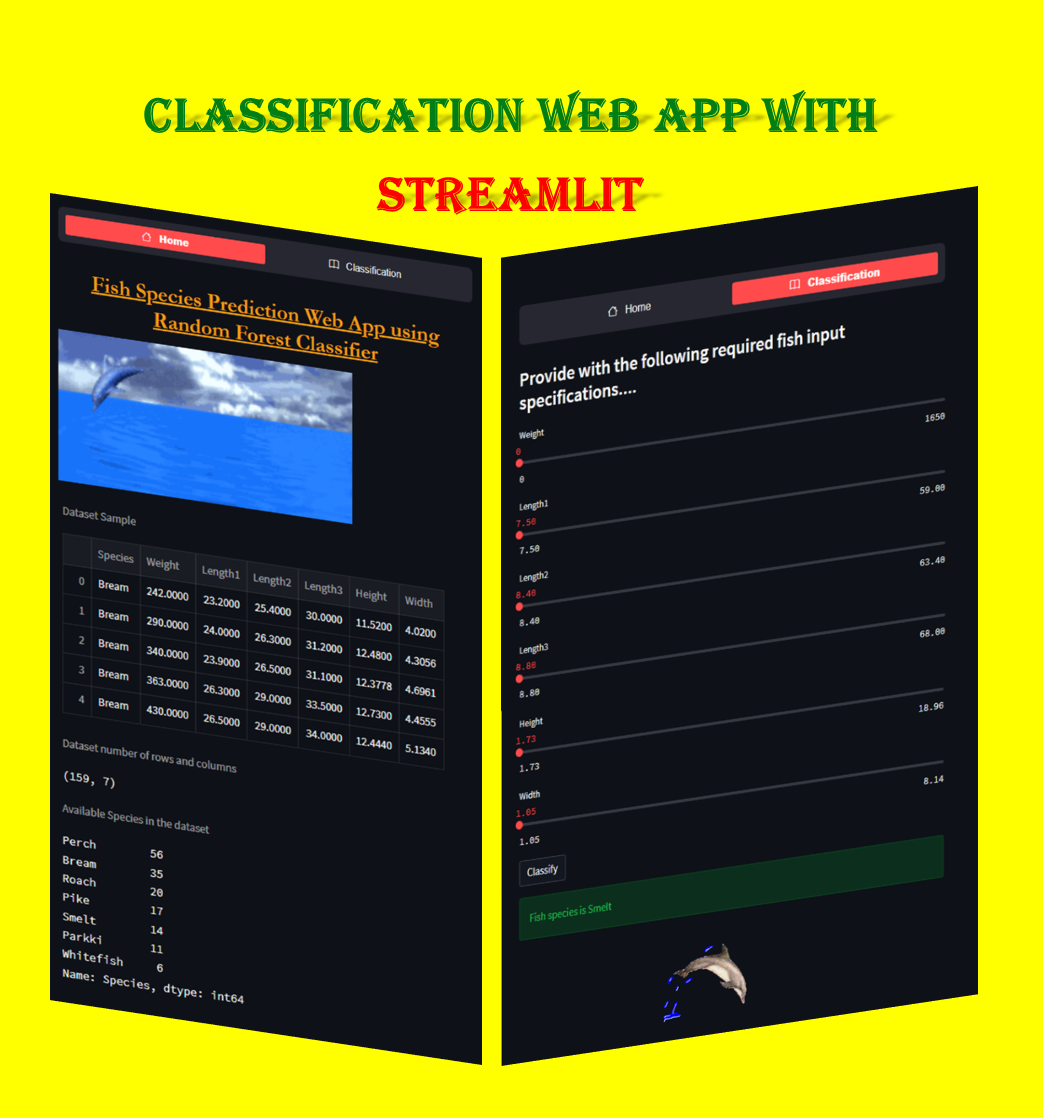 CLASSIFICATION WEB APP WITH
STREAMLIT
Home
Classification
Fish Species Prediction Web App using
Random Forest Classifier
Dataset Sample
Species Weight Length1 Length2 Length3 Height Width
0 Bream 242.0000 23.2000 25.4000 30.0000 11.5200 4.0200
1 Bream 290.0000 24.0000 26.3000 31.2000 12.4800 4.3056
2 Bream 340.0000 23.9000 26.5000 31.1000 12.3778 4.6961
3 Bream 363.0000 26.3000 29.0000 33.5000 12.7300 4.4555
4 Bream 430.0000 26.5000 29.0000 34.0000 12.4440 5.1340
Dataset number of rows and columns
(159, 7)
Available Species in the dataset
Perch 56
Bream 35
Roach 20
Pike 17
Smelt 14
Parkki 11
Whitefish 6
Name: Species, dtype: int64
Home
Classification
Provide with the following required fish input
specifications....
Weight
0
0 1650
Length1
7.50
7.50 59.00
Length2
8.40
8.40 63.40
Length3
8.80
8.80 68.00
Height
1.73
1.73 18.96
Width
1.05
1.05 8.14
Classify
Fish species is Smelt